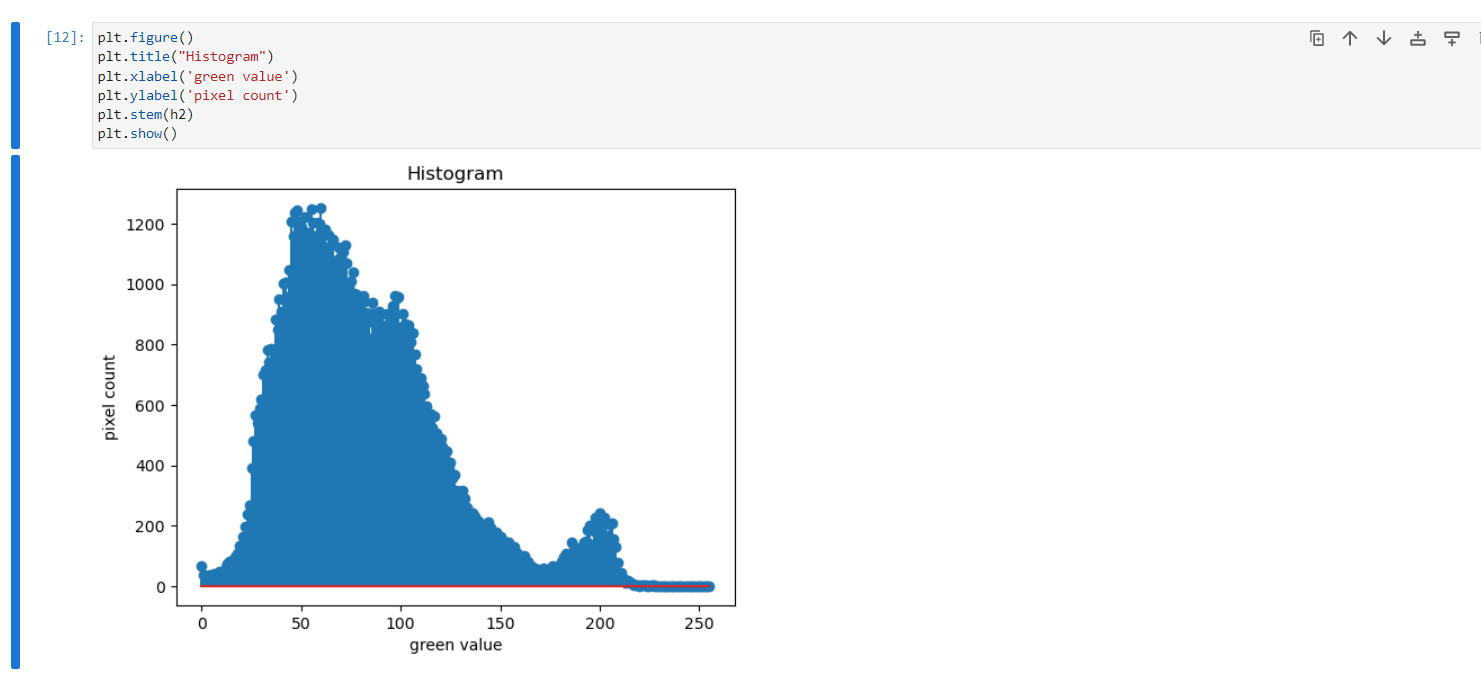 [12]: plt.figure()
plt.title("Histogram")
plt.xlabel('green value')
plt.ylabel('pixel count')
plt.stem(h2)
plt.show()
Histogram
1200
1000
800
600
400
200
0
pixel count
0 50 100 150 200 250
green value